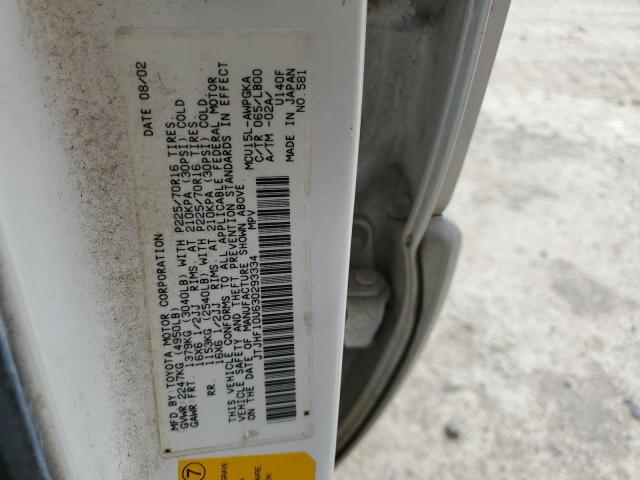 MFD.BY:TOYOTA MOTOR CORPORATION DATE 08/02
GVWR:2247KG (4950LB)
GAWR FRT. 1379KG (3040LB) WITH P225/70R16 TIRES.
16X6 1/2JJ RIMS. AT 210KPA (30PSI) COLD
RR. 1153KG (2540LB) WITH P225/70R16 TIRES.
16X6 1/2JJ RIMS. AT 210KPA (30PSI) COLD.
THIS VEHICLE CONFORMS TO ALL APPLICABLE FEDERAL MOTOR
VEHICLE SAFETY AND THEFT PREVENTION STANDARDS IN EFFECT
ON THE DATE OF MANUFACTURE SHOWN ABOVE.
JTJHF10U630293334 MPV
MCU15L-AWPGKA
C/TR 065/LB00
A/TM -02A/
U140F
MADE IN JAPAN
NO.581
7